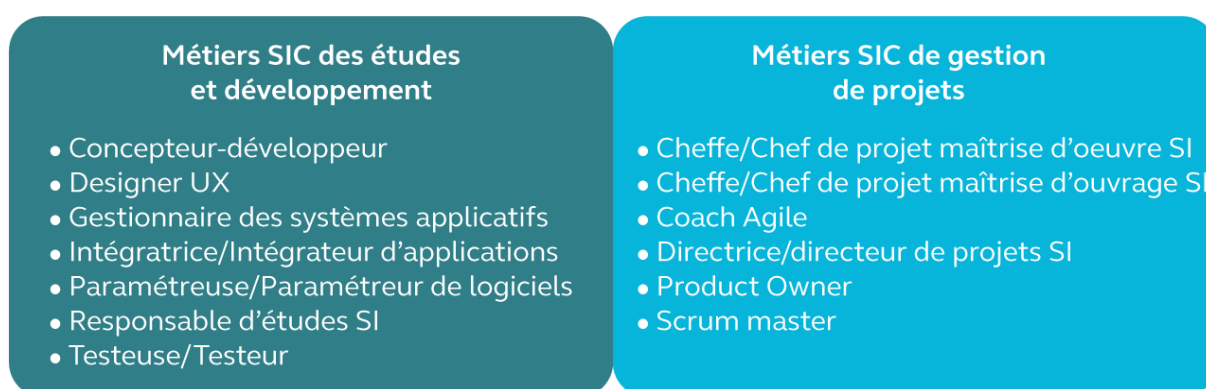 Métiers SIC des études
et développement
• Concepteur-développeur
• Designer UX
• Gestionnaire des systèmes applicatifs
• Intégratrice/Intégrateur d'applications
• Paramétreuse/Paramétreur de logiciels
• Responsable d'études SI
• Testeuse/Testeur
Métiers SIC de gestion
de projets
• Cheffe/Chef de projet maîtrise d'oeuvre SI
• Cheffe/Chef de projet maîtrise d'ouvrage SI
• Coach Agile
• Directrice/directeur de projets SI
• Product Owner
• Scrum master